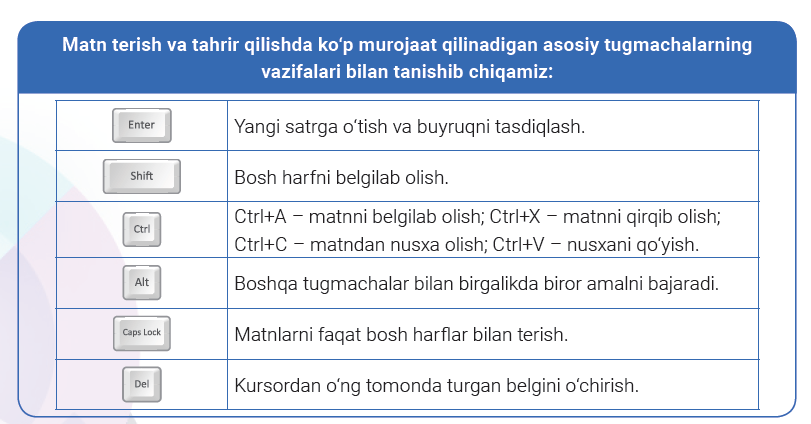 Matn terish va tahrir qilishda ko‘p murojaat qilinadigan asosiy tugmachalarning
vazifalari bilan tanishib chiqamiz:
Enter
Yangi satrga o‘tish va buyruqni tasdiqlash.
Shift
Bosh harfni belgilab olish.
Ctrl
Ctrl+A – matnni belgilab olish; Ctrl+X – matnni qirqib olish;
Ctrl+C – matndan nusxa olish; Ctrl+V – nusxani qo‘yish.
Alt
Boshqa tugmachalar bilan birgalikda biror amalni bajaradi.
Caps Lock
Matnlarni faqat bosh harflar bilan terish.
Del
Kursordan o‘ng tomonda turgan belgini o‘chirish.